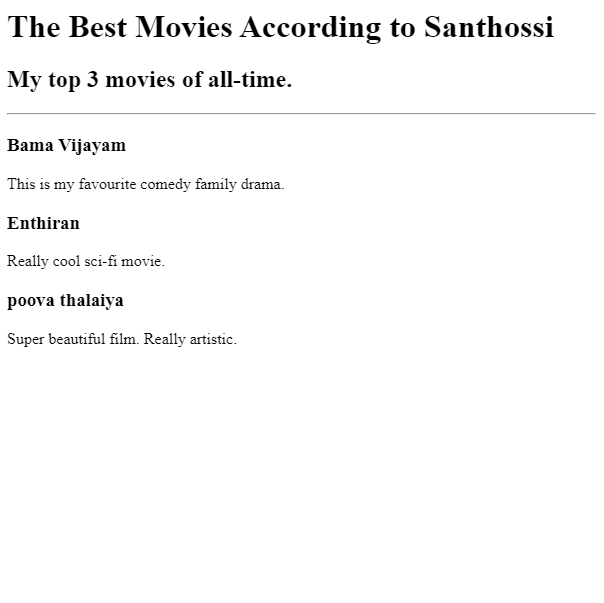 The Best Movies According to Santhossi
My top 3 movies of all-time.
Bama Vijayam
This is my favourite comedy family drama.
Enthiran
Really cool sci-fi movie.
poova thalaiya
Super beautiful film. Really artistic.